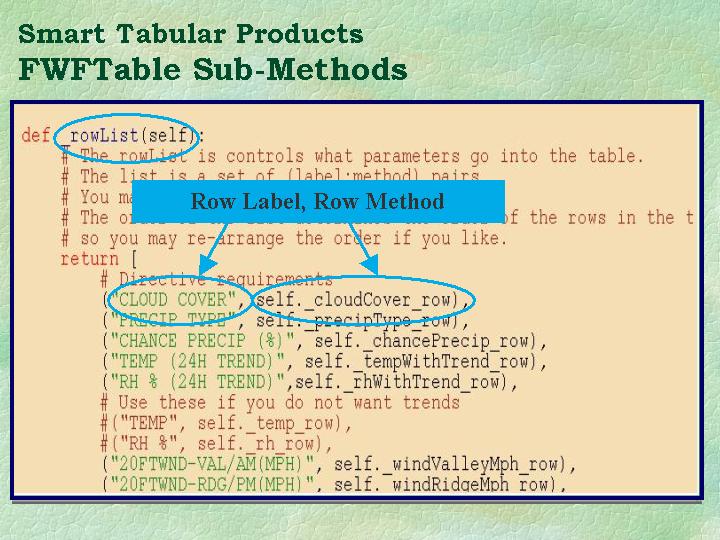 Smart Tabular Products
FWFTable Sub-Methods
def _rowList(self):
# The rowList is controls what parameters go into the table.
# The list is a set of (label:method) pairs.
# You ma
Row Label, Row Method
# The of the rows in the t
# so you may re-arrange the order if you like.
return [
# Directive requirements
("CLOUD COVER", self._cloudCover_row),
("PRECIP TYPE", self._precipType_row),
("CHANCE PRECIP (%)", self._chancePrecip_row),
("TEMP (24H TREND)", self._tempWithTrend_row),
("RH % (24H TREND)",self._rhWithTrend_row),
# Use these if you do not want trends
#("TEMP", self._temp_row),
#("RH %", self._rh_row),
("20FTWND-VAL/AM(MPH)", self._windValleyMph_row),
("20FTWND-RDG/PM(MPH)", self._windRidgeMph_row),